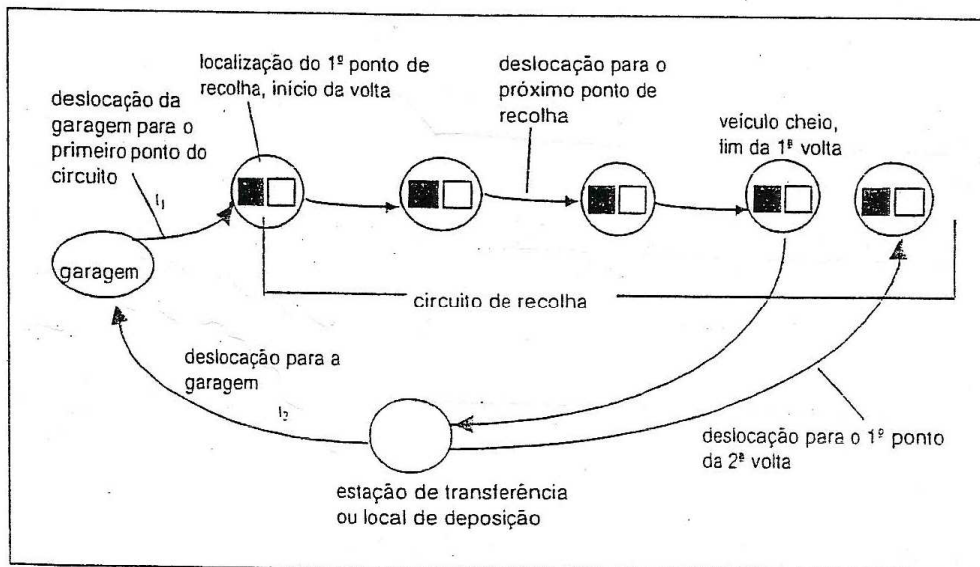 localização do 1º ponto de
recolha, início da volta
deslocação da
garagem para o
primeiro ponto do
circuito
t₁
deslocação para o
próximo ponto de
recolha
veículo cheio,
fim da 1ª volta
garagem
circuito de recolha
deslocação para a
garagem
t₂
estação de transferência
ou local de deposição
deslocação para o 1º ponto
da 2ª volta